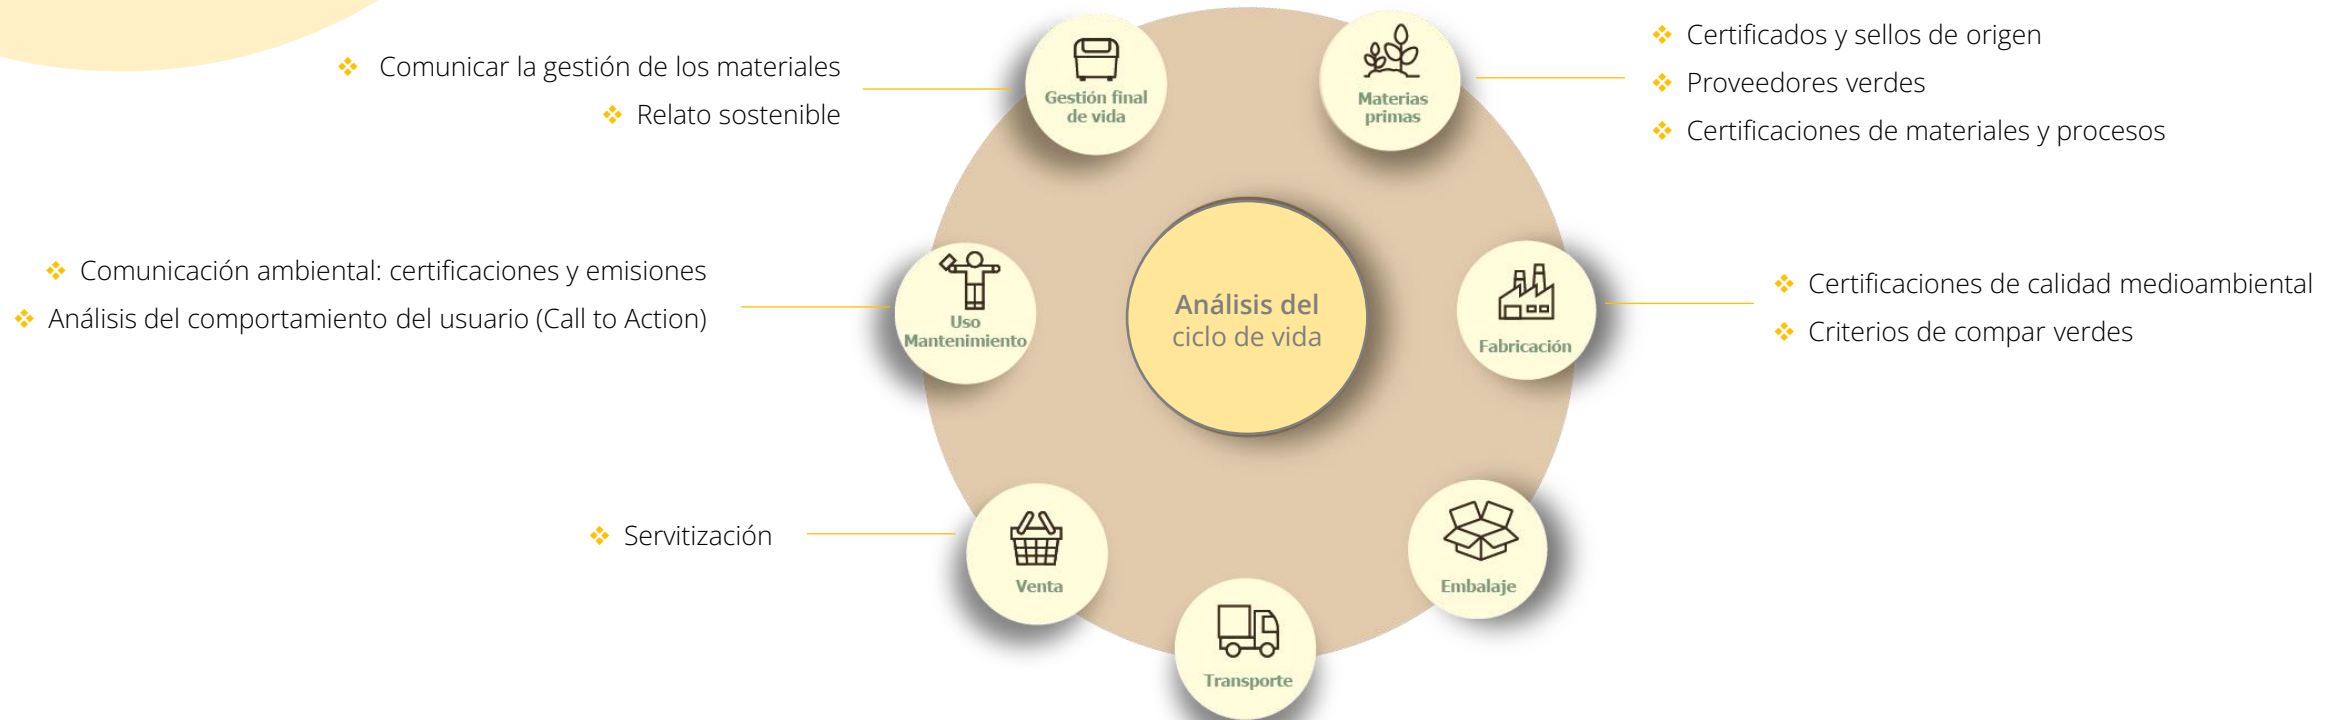 Comunicar la gestión de los materiales
Relato sostenible
Gestión final
de vida
Materias
primas
Certificados y sellos de origen
Proveedores verdes
Certificaciones de materiales y procesos
Comunicación ambiental: certificaciones y emisiones
Análisis del comportamiento del usuario (Call to Action)
Uso
Mantenimiento
Análisis del
ciclo de vida
Fabricación
Certificaciones de calidad medioambiental
Criterios de compar verdes
Servitización
Venta
Embalaje
Transporte